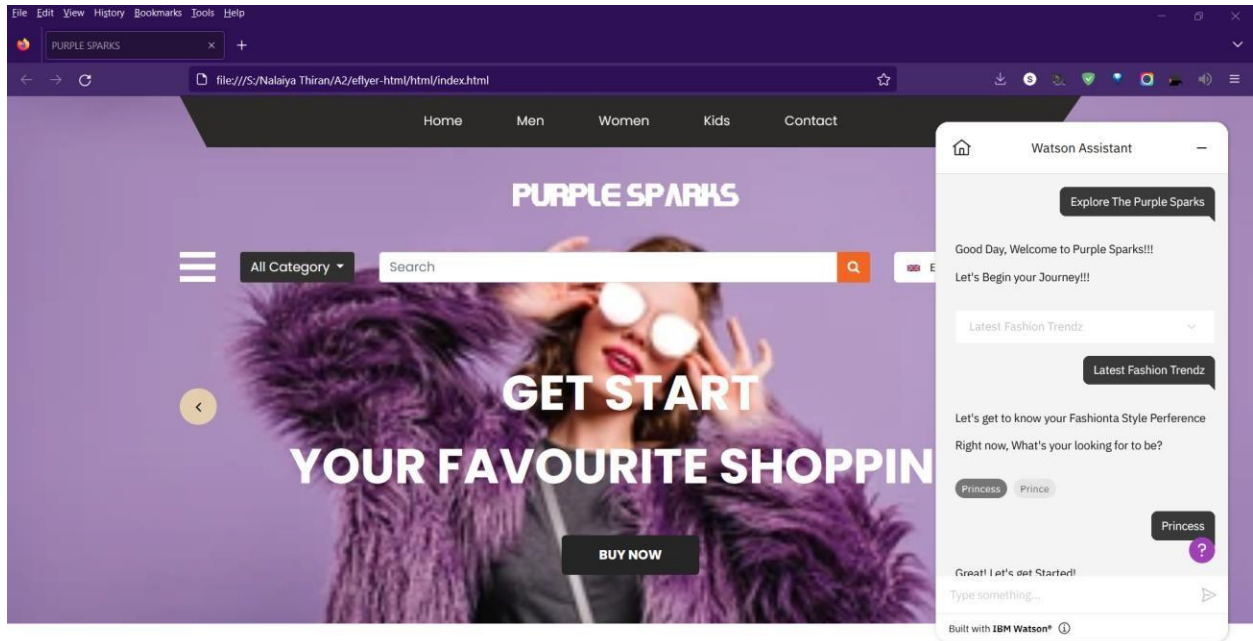 File Edit View History Bookmarks Tools Help
PURPLE SPARKS
file:///S:/Nalaiya Thiran/A2/eflyer-html/html/index.html
Home Men Women Kids Contact
PURPLE SPARKS
All Category Search E
GET START
YOUR FAVOURITE SHOPPIN
BUY NOW
Watson Assistant
Explore The Purple Sparks
Good Day, Welcome to Purple Sparks!!!
Let's Begin your Journey!!!
Latest Fashion Trendz
Latest Fashion Trendz
Let's get to know your Fashionta Style Perference
Right now, What's your looking for to be?
Princess Prince
Princess
?
Great! Let's get Started!
Type something...
Built with IBM Watson®